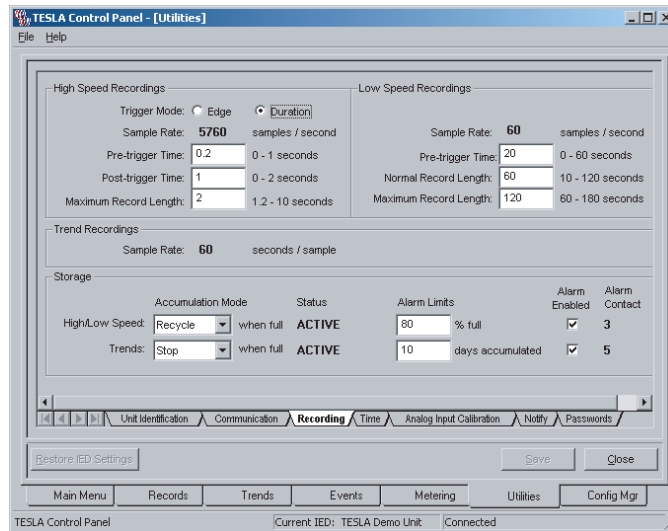 TESLA Control Panel - [Utilities]
File Help
High Speed Recordings
Trigger Mode: Edge Duration
Sample Rate: 5760 samples / second
Pre-trigger Time: 0.2 0 - 1 seconds
Post-trigger Time: 1 0 - 2 seconds
Maximum Record Length: 2 1.2 - 10 seconds
Low Speed Recordings
Sample Rate: 60 samples / second
Pre-trigger Time: 20 0 - 60 seconds
Normal Record Length: 60 10 - 120 seconds
Maximum Record Length: 120 60 - 180 seconds
Trend Recordings
Sample Rate: 60 seconds / sample
Storage
Accumulation Mode Status Alarm Limits Alarm Enabled Alarm Contact
High/Low Speed: Recycle when full ACTIVE 80 % full 3
Trends: Stop when full ACTIVE 10 days accumulated 5
Unit Identification Communication Recording Time Analog Input Calibration Notify Passwords
Restore IED Settings Save Close
Main Menu Records Trends Events Metering Utilities Config Mgr
TESLA Control Panel Current IED: TESLA Demo Unit Connected